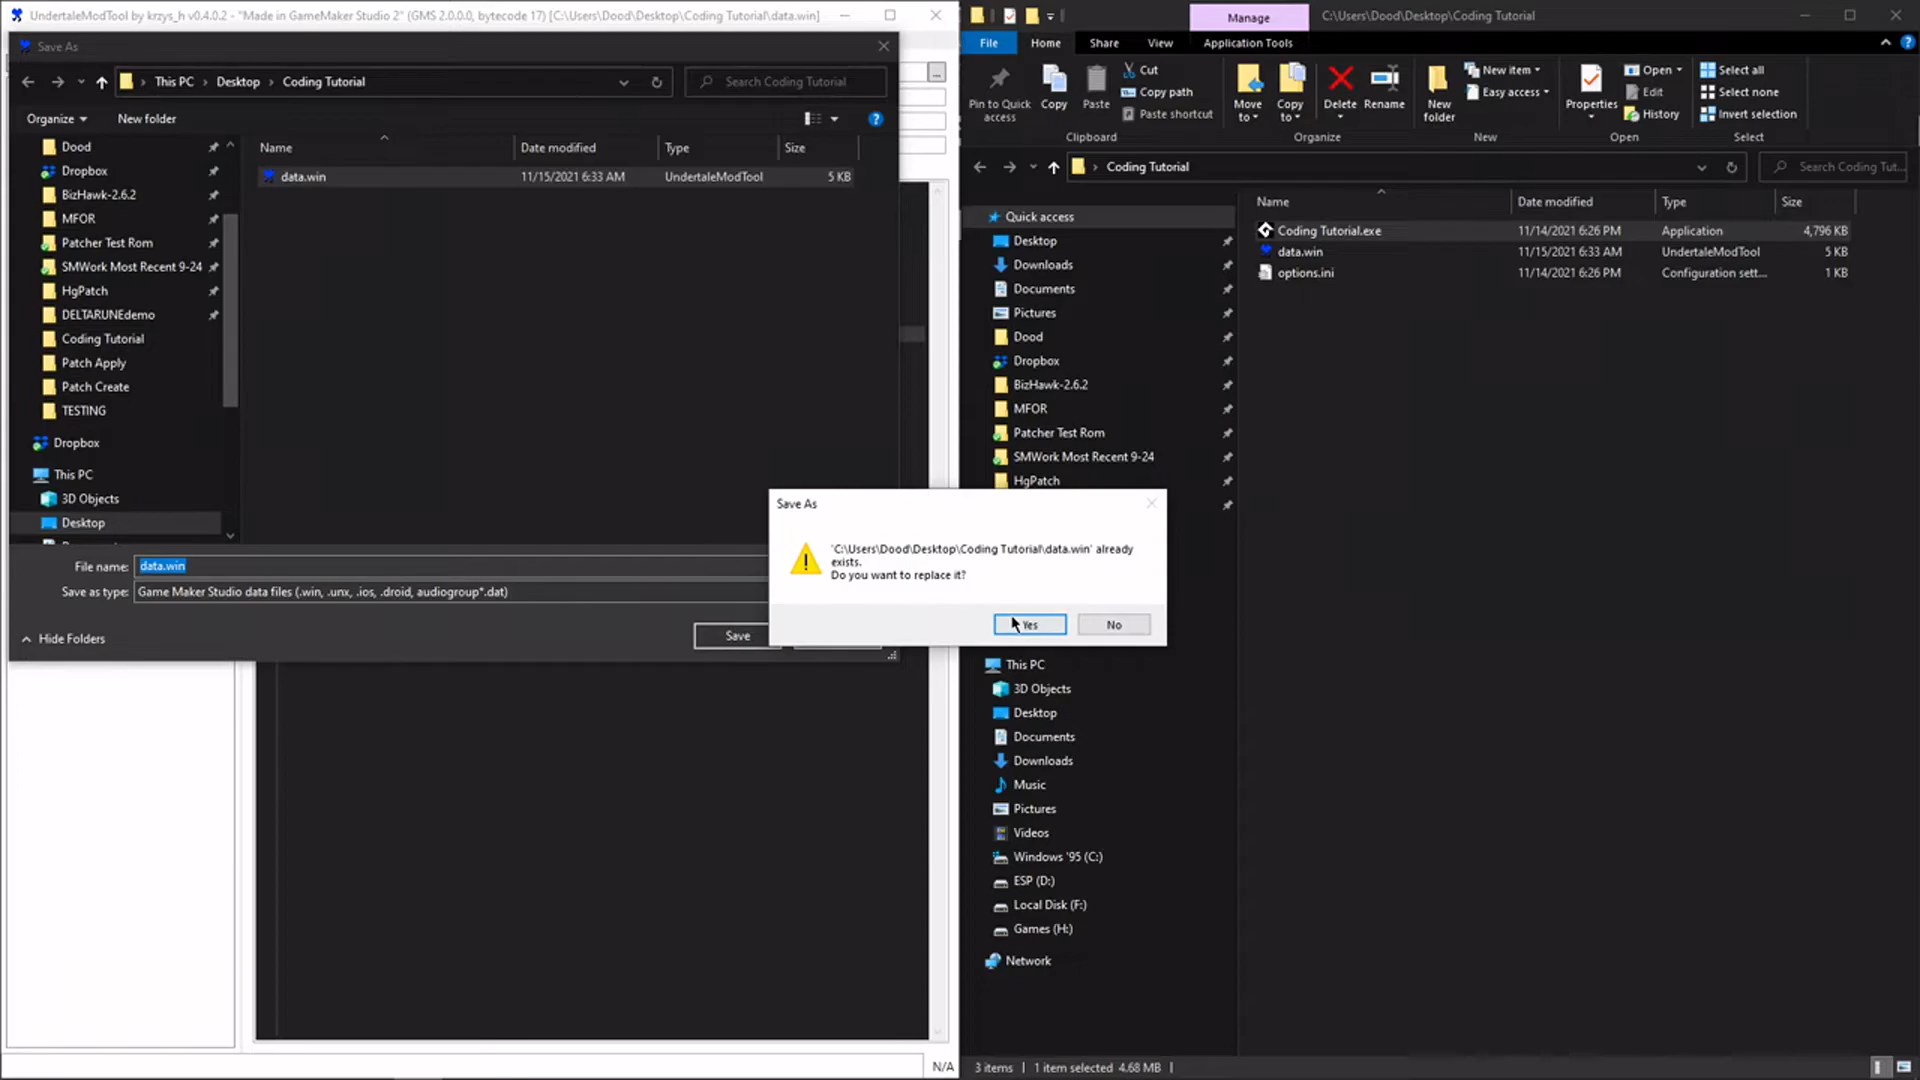 UndertaleModTool by krzys_h v0.4.0.2 - "Made in GameMaker Studio 2" (GMS 2.0.0.0, bytecode 17) [C:\Users\Dood\Desktop\Coding Tutorial\data.win]
Save As
This PC > Desktop > Coding Tutorial
Search Coding Tutorial
Organize
New folder
Name
Date modified
Type
Size
data.win 11/15/2021 6:33 AM UndertaleModTool 5 KB
Dood
Dropbox
BizHawk-2.6.2
MFOR
Patcher Test Rom
SMWork Most Recent 9-24
HgPatch
DELTARUNEdemo
Coding Tutorial
Patch Apply
Patch Create
TESTING
Dropbox
This PC
3D Objects
Desktop
File name: data.win
Save as type: Game Maker Studio data files (.win, .unx, .ios, .droid, audiogroup*.dat)
Hide Folders
Save
N/A
Save As
'C:\Users\Dood\Desktop\Coding Tutorial\data.win' already
exists.
Do you want to replace it?
Yes
No
Manage
C:\Users\Dood\Desktop\Coding Tutorial
File
Home
Share
View
Application Tools
Pin to Quick
access
Copy
Paste
Cut
Copy path
Paste shortcut
Clipboard
Move
to
Copy
to
Delete
Rename
Organize
New
folder
New item
Easy access
New
Properties
Open
Edit
History
Open
Select all
Select none
Invert selection
Select
Coding Tutorial
Search Coding Tut...
Name
Date modified
Type
Size
Coding Tutorial.exe 11/14/2021 6:26 PM Application 4,796 KB
data.win 11/15/2021 6:33 AM UndertaleModTool 5 KB
options.ini 11/14/2021 6:26 PM Configuration sett... 1 KB
Quick access
Desktop
Downloads
Documents
Pictures
Dood
Dropbox
BizHawk-2.6.2
MFOR
Patcher Test Rom
SMWork Most Recent 9-24
HgPatch
This PC
3D Objects
Desktop
Documents
Downloads
Music
Pictures
Videos
Windows '95 (C:)
ESP (D:)
Local Disk (F:)
Games (H:)
Network
3 items
1 item selected 4.68 MB